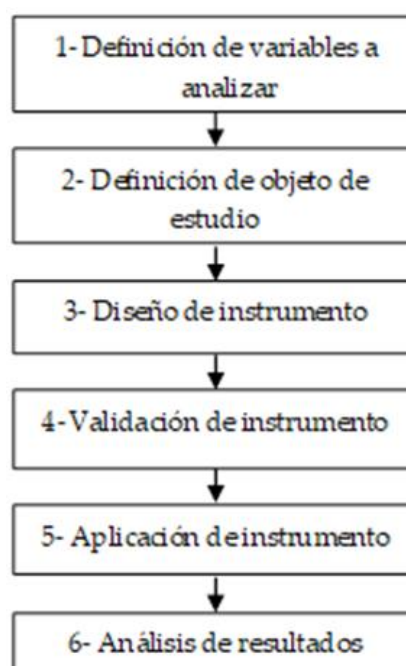 1- Definición de variables a
analizar
2- Definición de objeto de
estudio
3- Diseño de instrumento
4- Validación de instrumento
5- Aplicación de instrumento
6- Análisis de resultados